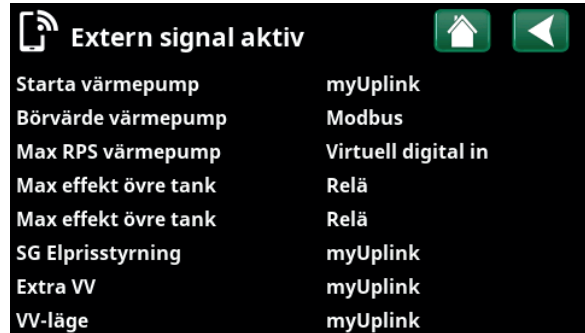 Extern signal aktiv
Starta värmepump myUplink
Börvärde värmepump Modbus
Max RPS värmepump Virtuell digital in
Max effekt övre tank Relä
Max effekt övre tank Relä
SG Elprisstyrning myUplink
Extra VV myUplink
VV-läge myUplink